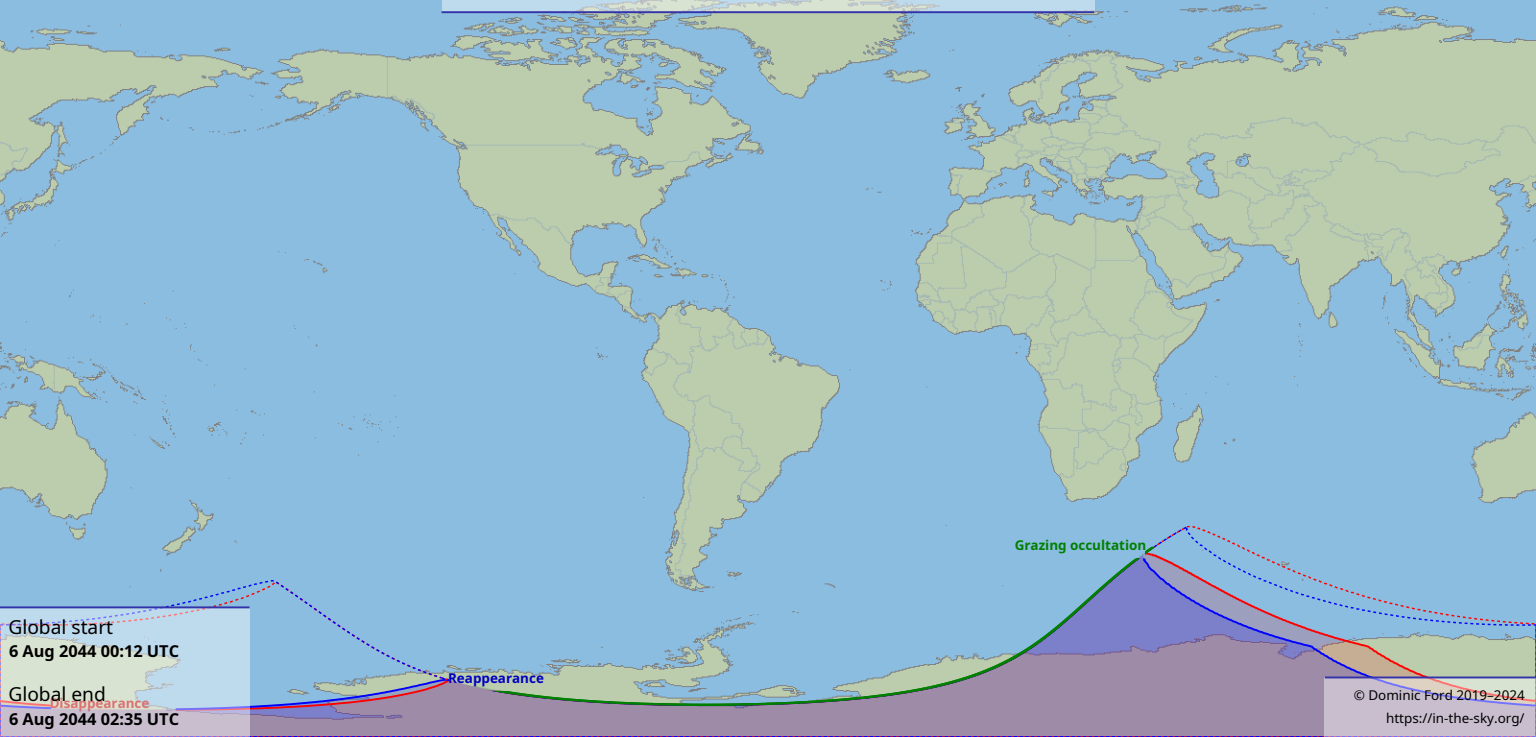 Grazing occultation
Reappearance
Global start
6 Aug 2044 00:12 UTC
Global end
Disappearance
6 Aug 2044 02:35 UTC
© Dominic Ford 2019–2024
https://in-the-sky.org/